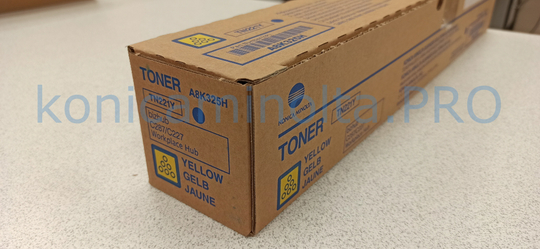 A8K325H
TONER A8K325H
TN221Y
bizhub
C287/C227
Workplace Hub
YELLOW
GELB
JAUNE
KONICA MINOLTA
TONER
TN221Y
YELLOW
GELB
JAUNE
konicaminolta.PRO